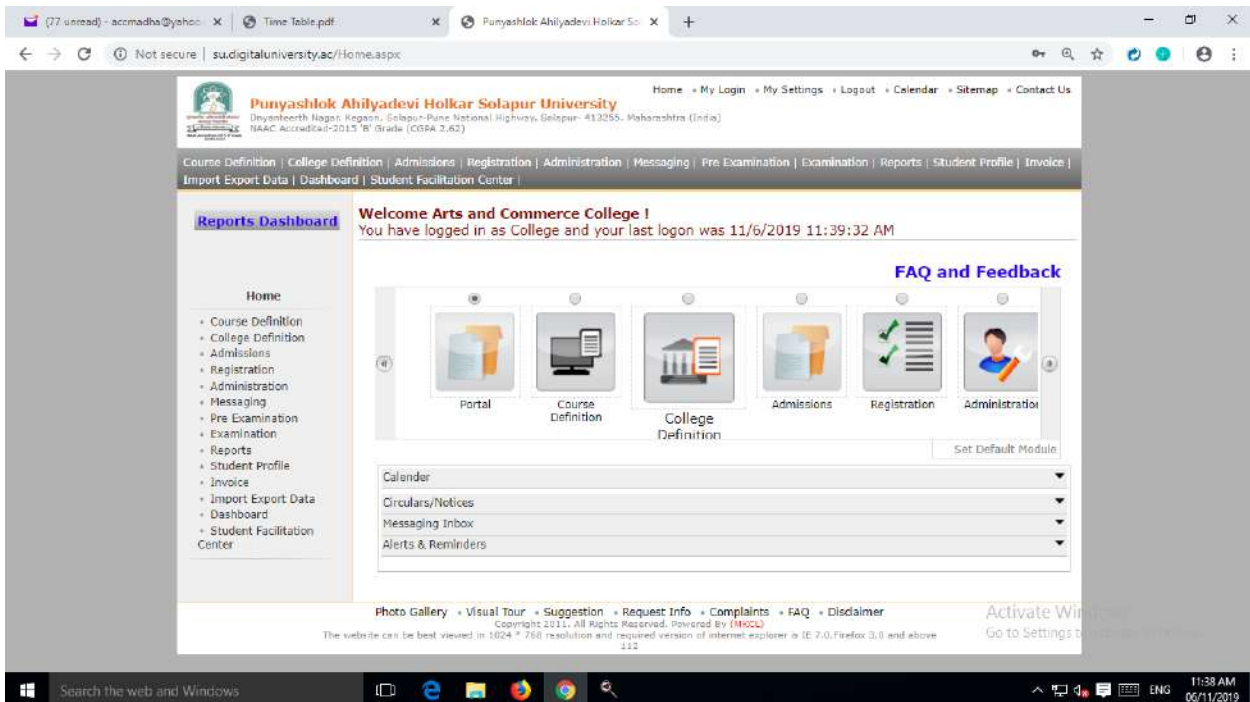 (77 unread) - accmadha@yahoo
Time Table.pdf
Punyashlok Ahilyadevi Holkar So
Not secure | su.digitaluniversity.ac/Home.aspx
Home • My Login • My Settings • Logout • Calendar • Sitemap • Contact Us
Punyashlok Ahilyadevi Holkar Solapur University
Dnyanteerth Nagar, Kegaon, Solapur-Pune National Highway, Solapur- 413255. Maharashtra (India)
NAAC Accredited-2015 'B' Grade (CGPA 2.62)
Course Definition | College Definition | Admissions | Registration | Administration | Messaging | Pre Examination | Examination | Reports | Student Profile | Invoice |
Import Export Data | Dashboard | Student Facilitation Center |
Reports Dashboard
Welcome Arts and Commerce College !
You have logged in as College and your last logon was 11/6/2019 11:39:32 AM
FAQ and Feedback
Home
• Course Definition
• College Definition
• Admissions
• Registration
• Administration
• Messaging
• Pre Examination
• Examination
• Reports
• Student Profile
• Invoice
• Import Export Data
• Dashboard
• Student Facilitation
Center
Portal
Course
Definition
College
Definition
Admissions
Registration
Administration
Set Default Module
Calender
Circulars/Notices
Messaging Inbox
Alerts & Reminders
Photo Gallery • Visual Tour • Suggestion • Request Info • Complaints • FAQ • Disclaimer
Copyright 2011. All Rights Reserved. Powered By (MKCL)
The website can be best viewed in 1024 * 768 resolution and required version of internet explorer is IE 7.0,Firefox 3.0 and above
112
Activate Win
Go to Settings
Search the web and Windows
ENG
11:38 AM
06/11/2019